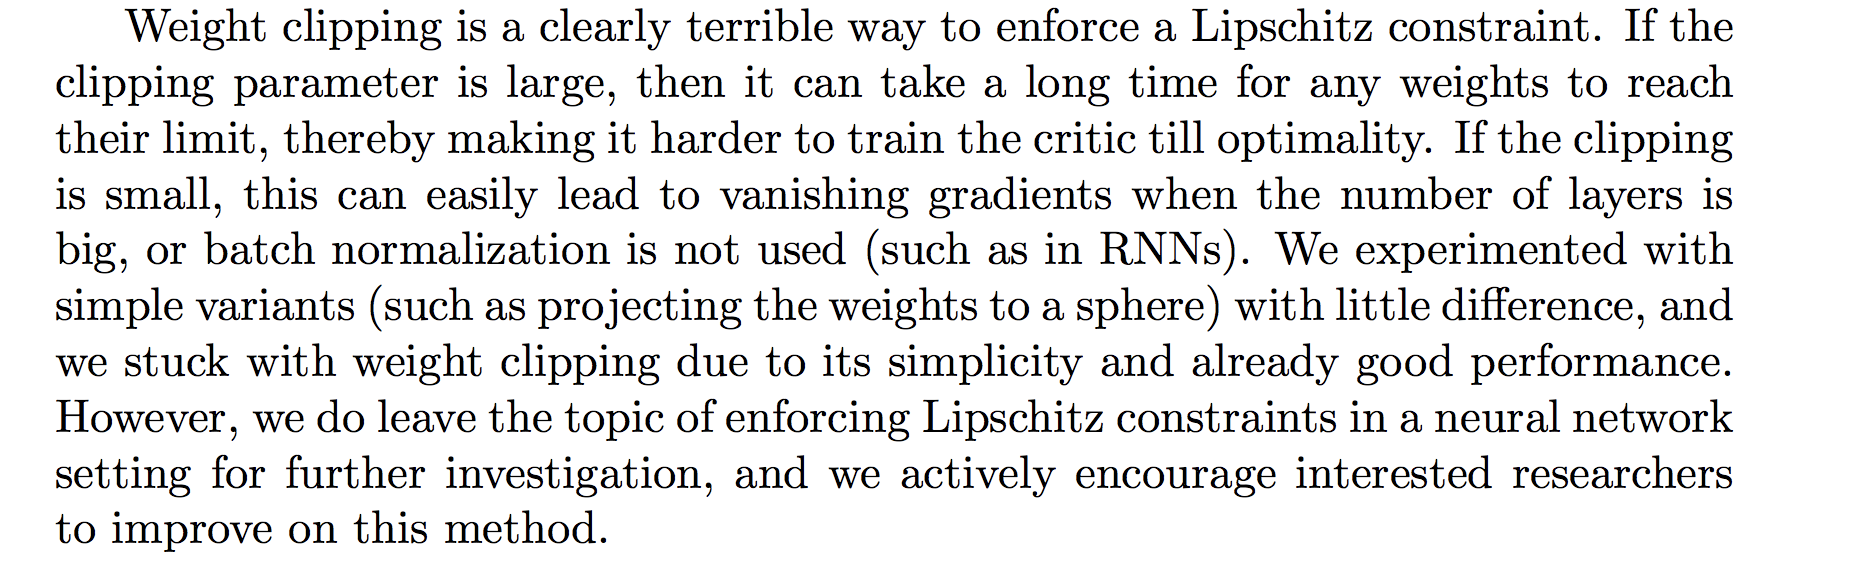 Weight clipping is a clearly terrible way to enforce a Lipschitz constraint. If the
clipping parameter is large, then it can take a long time for any weights to reach
their limit, thereby making it harder to train the critic till optimality. If the clipping
is small, this can easily lead to vanishing gradients when the number of layers is
big, or batch normalization is not used (such as in RNNs). We experimented with
simple variants (such as projecting the weights to a sphere) with little difference, and
we stuck with weight clipping due to its simplicity and already good performance.
However, we do leave the topic of enforcing Lipschitz constraints in a neural network
setting for further investigation, and we actively encourage interested researchers
to improve on this method.